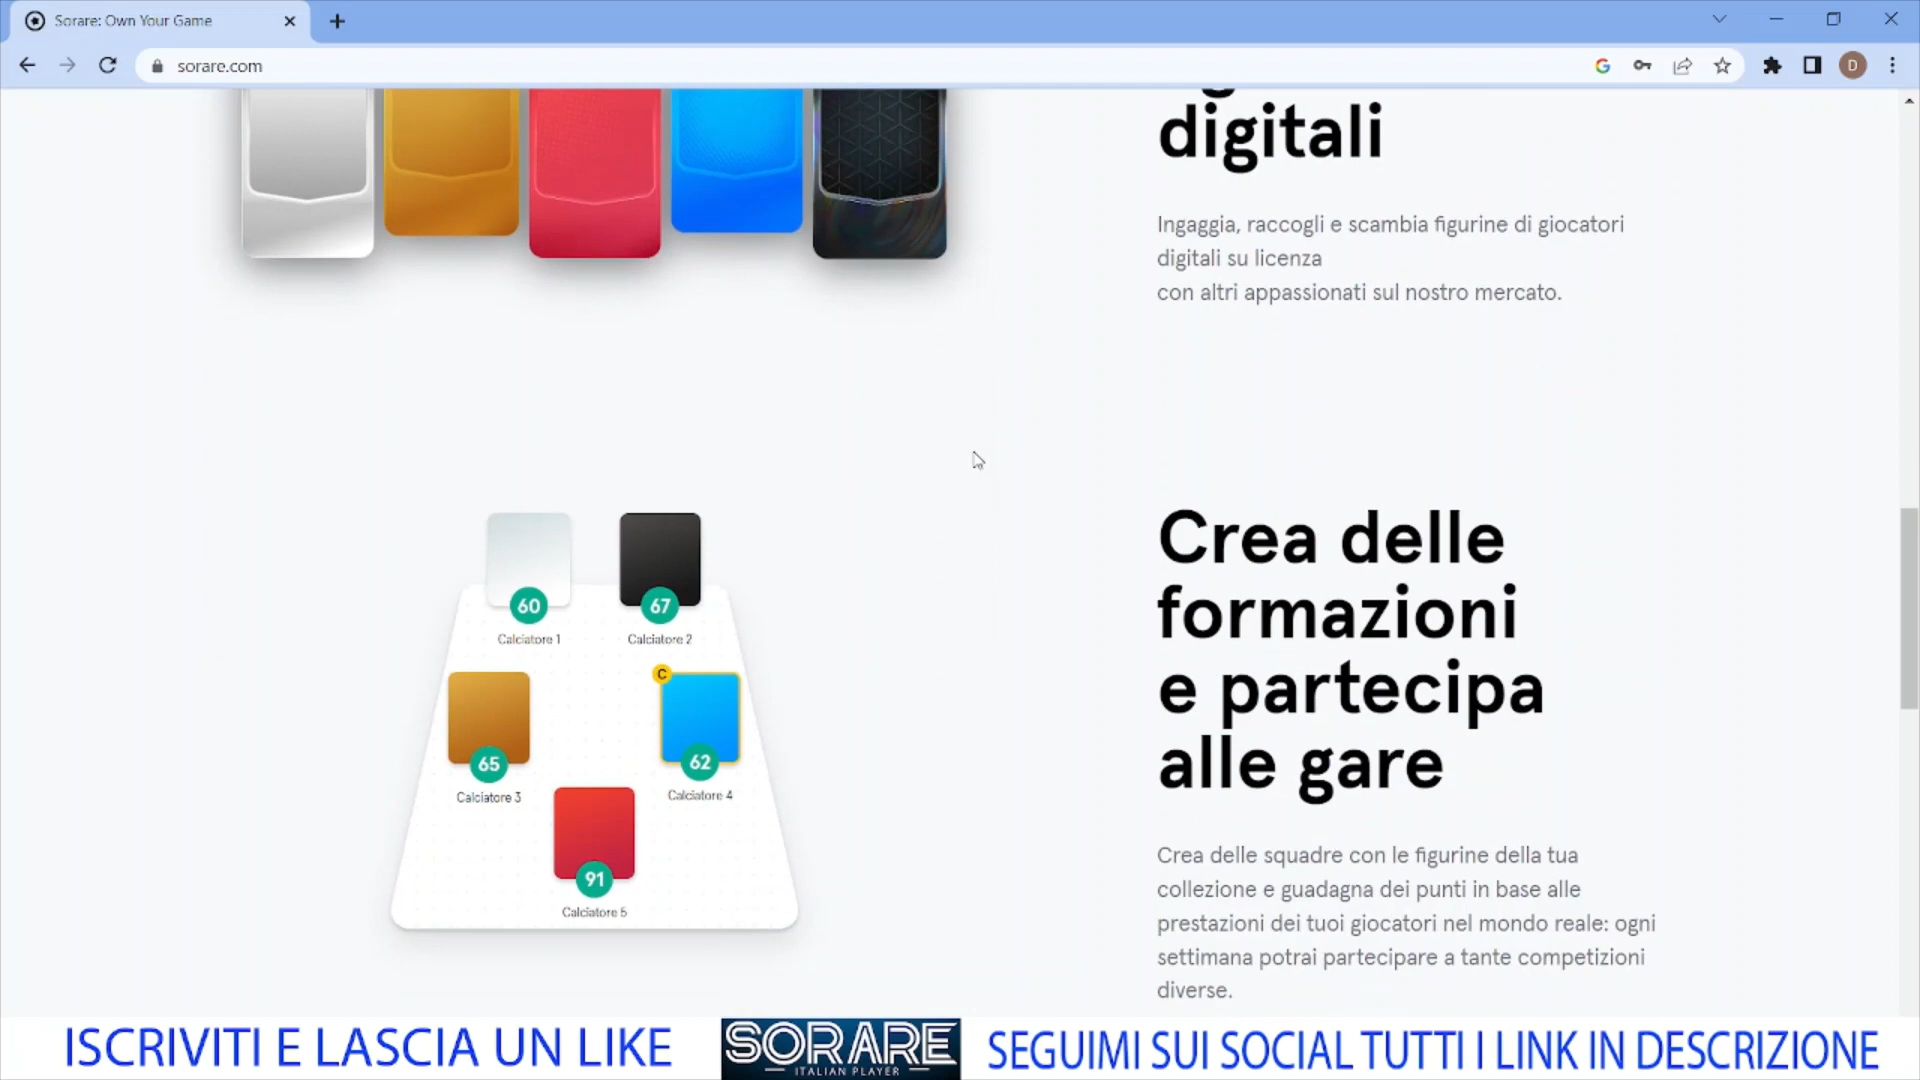 Sorare: Own Your Game
sorare.com
D
digitali
Ingaggia, raccogli e scambia figurine di giocatori
digitali su licenza
con altri appassionati sul nostro mercato.
60
67
Calciatore 1
Calciatore 2
C
65
62
Calciatore 3
Calciatore 4
91
Calciatore 5
Crea delle
formazioni
e partecipa
alle gare
Crea delle squadre con le figurine della tua
collezione e guadagna dei punti in base alle
prestazioni dei tuoi giocatori nel mondo reale: ogni
settimana potrai partecipare a tante competizioni
diverse.
ISCRIVITI E LASCIA UN LIKE
SORARE
ITALIAN PLAYER
SEGUIMI SUI SOCIAL TUTTI I LINK IN DESCRIZIONE